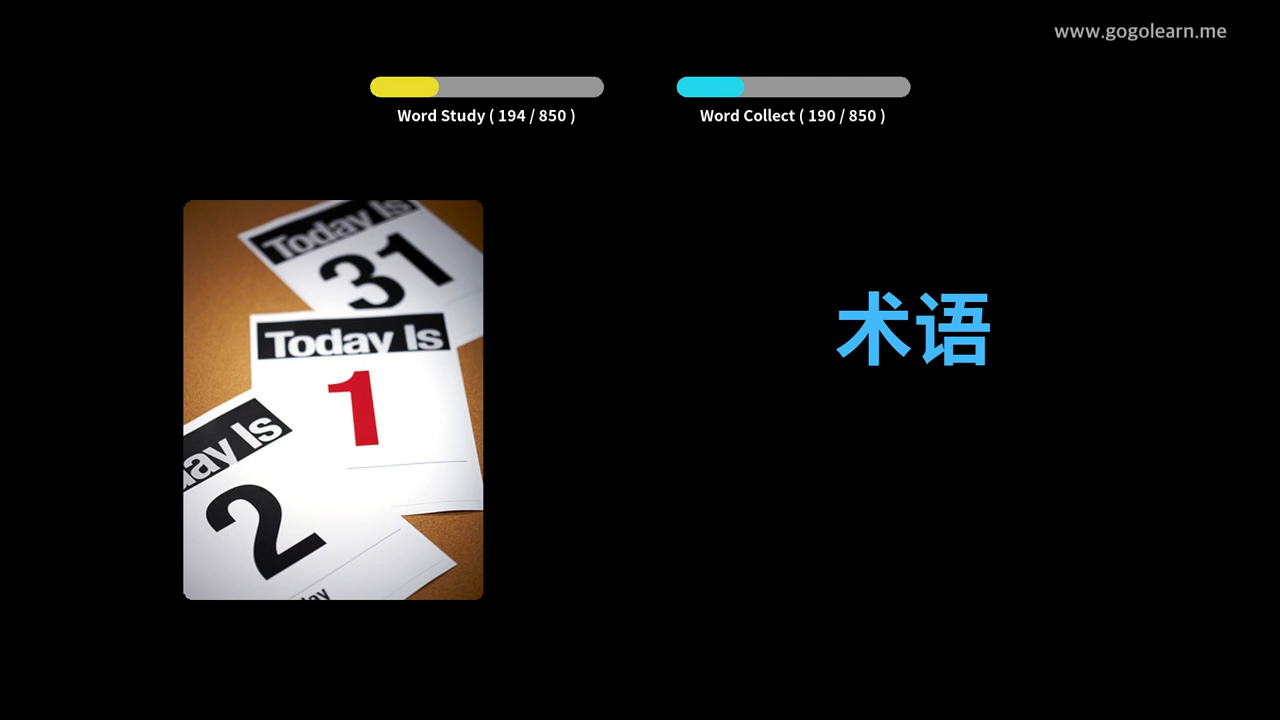 www.gogolearn.me
Word Study ( 194 / 850 )
Word Collect ( 190 / 850 )
Today Is
31
Today Is
1
术语
ay Is
2
ay